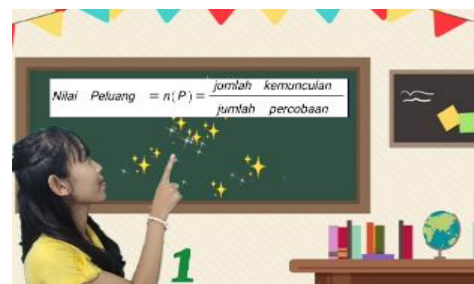 Nilai Peluang = n(P) = jumlah kemunculan
jumlah percobaan
1